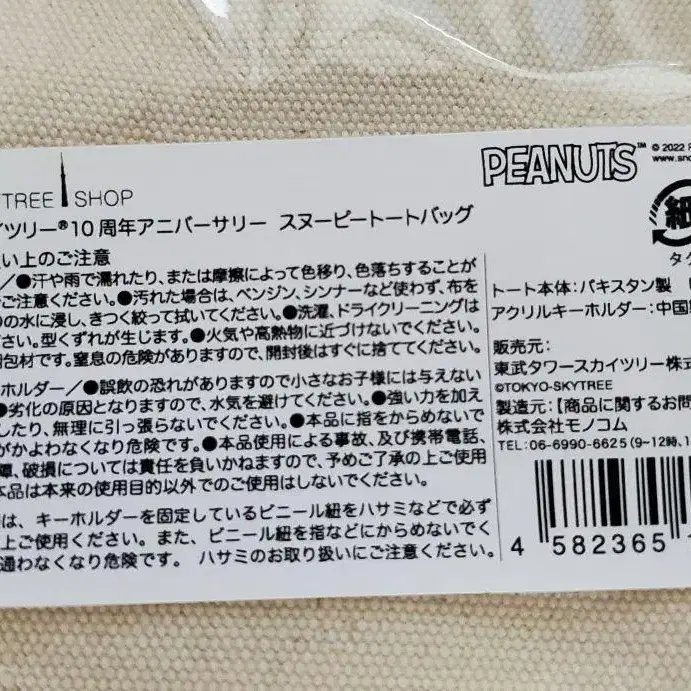 YTREE SHOP
PEANUTS™
© 2022 P
www.sno
イツリー®10周年アニバーサリー スヌーピートートバッグ
紙
タグ
い上のご注意
/●汗や雨で濡れたり、または摩擦によって色移り、色落ちすることが
ご注意ください。●汚れた場合は、ベンジン、シンナーなど使わず、布を
の水に浸し、きつく絞って拭いてください。●洗濯、ドライクリーニングは
さい。型くずれが生じます。●火気や高熱物に近づけないでください。
包材です。窒息の危険がありますので、開封後はすぐに捨ててください。
ホルダー/●誤飲の恐れがありますので小さなお子様には与えない
●劣化の原因となりますので、水気を避けてください。●強い力を加え
したり、無理に引っ張らないでください。●本品に指をからめないで
がかよわなくなり危険です。●本品使用による事故、及び携帯電話、
障、破損については責任を負いかねますので、予めご了承の上ご使用
本品は本来の使用目的以外でのご使用はしないでください。
は、キーホルダーを固定しているビニール紐をハサミなどで必ず
上ご使用ください。また、ビニール紐を指などにからめないでく
通わなくなり危険です。 ハサミのお取り扱いにご注意ください。
トート本体:パキスタン製
アクリルキーホルダー:中国製
販売元:
東武タワースカイツリー株式
©TOKYO-SKYTREE
製造元:【商品に関するお問
株式会社モノコム
TEL:06-6990-6625(9~12時、1
4 582365